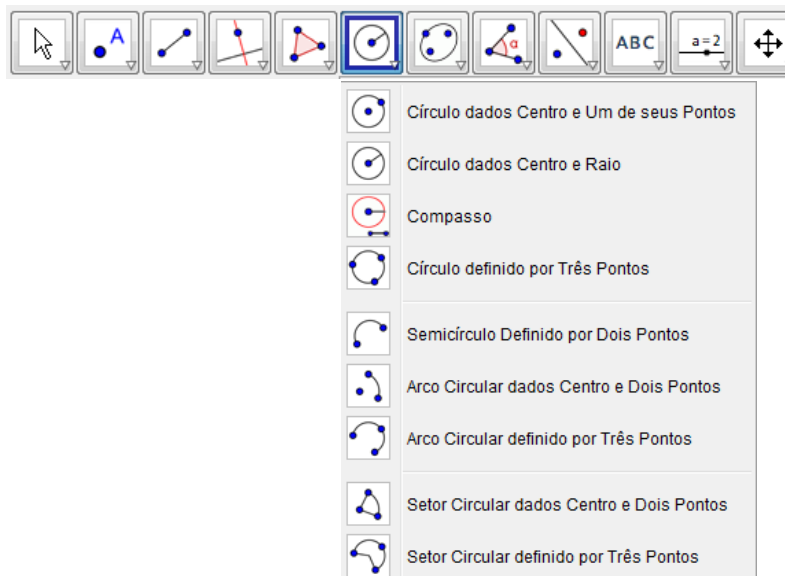 A
α
ABC
a=2
Círculo dados Centro e Um de seus Pontos
Círculo dados Centro e Raio
Compasso
Círculo definido por Três Pontos
Semicírculo Definido por Dois Pontos
Arco Circular dados Centro e Dois Pontos
Arco Circular definido por Três Pontos
Setor Circular dados Centro e Dois Pontos
Setor Circular definido por Três Pontos